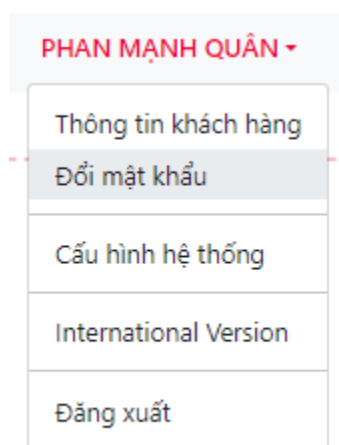 PHAN MẠNH QUÂN
Thông tin khách hàng
Đổi mật khẩu
Cấu hình hệ thống
International Version
Đăng xuất